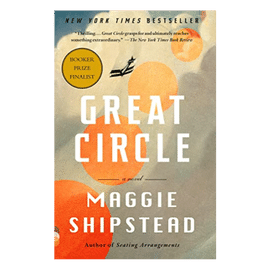 NEW YORK TIMES BESTSELLER
"Thrilling. . . . Great Circle grasps for and ultimately reaches
something extraordinary." —The New York Times Book Review
BOOKER
PRIZE
FINALIST
GREAT
CIRCLE
a novel
MAGGIE
SHIPSTEAD
Author of Seating Arrangements